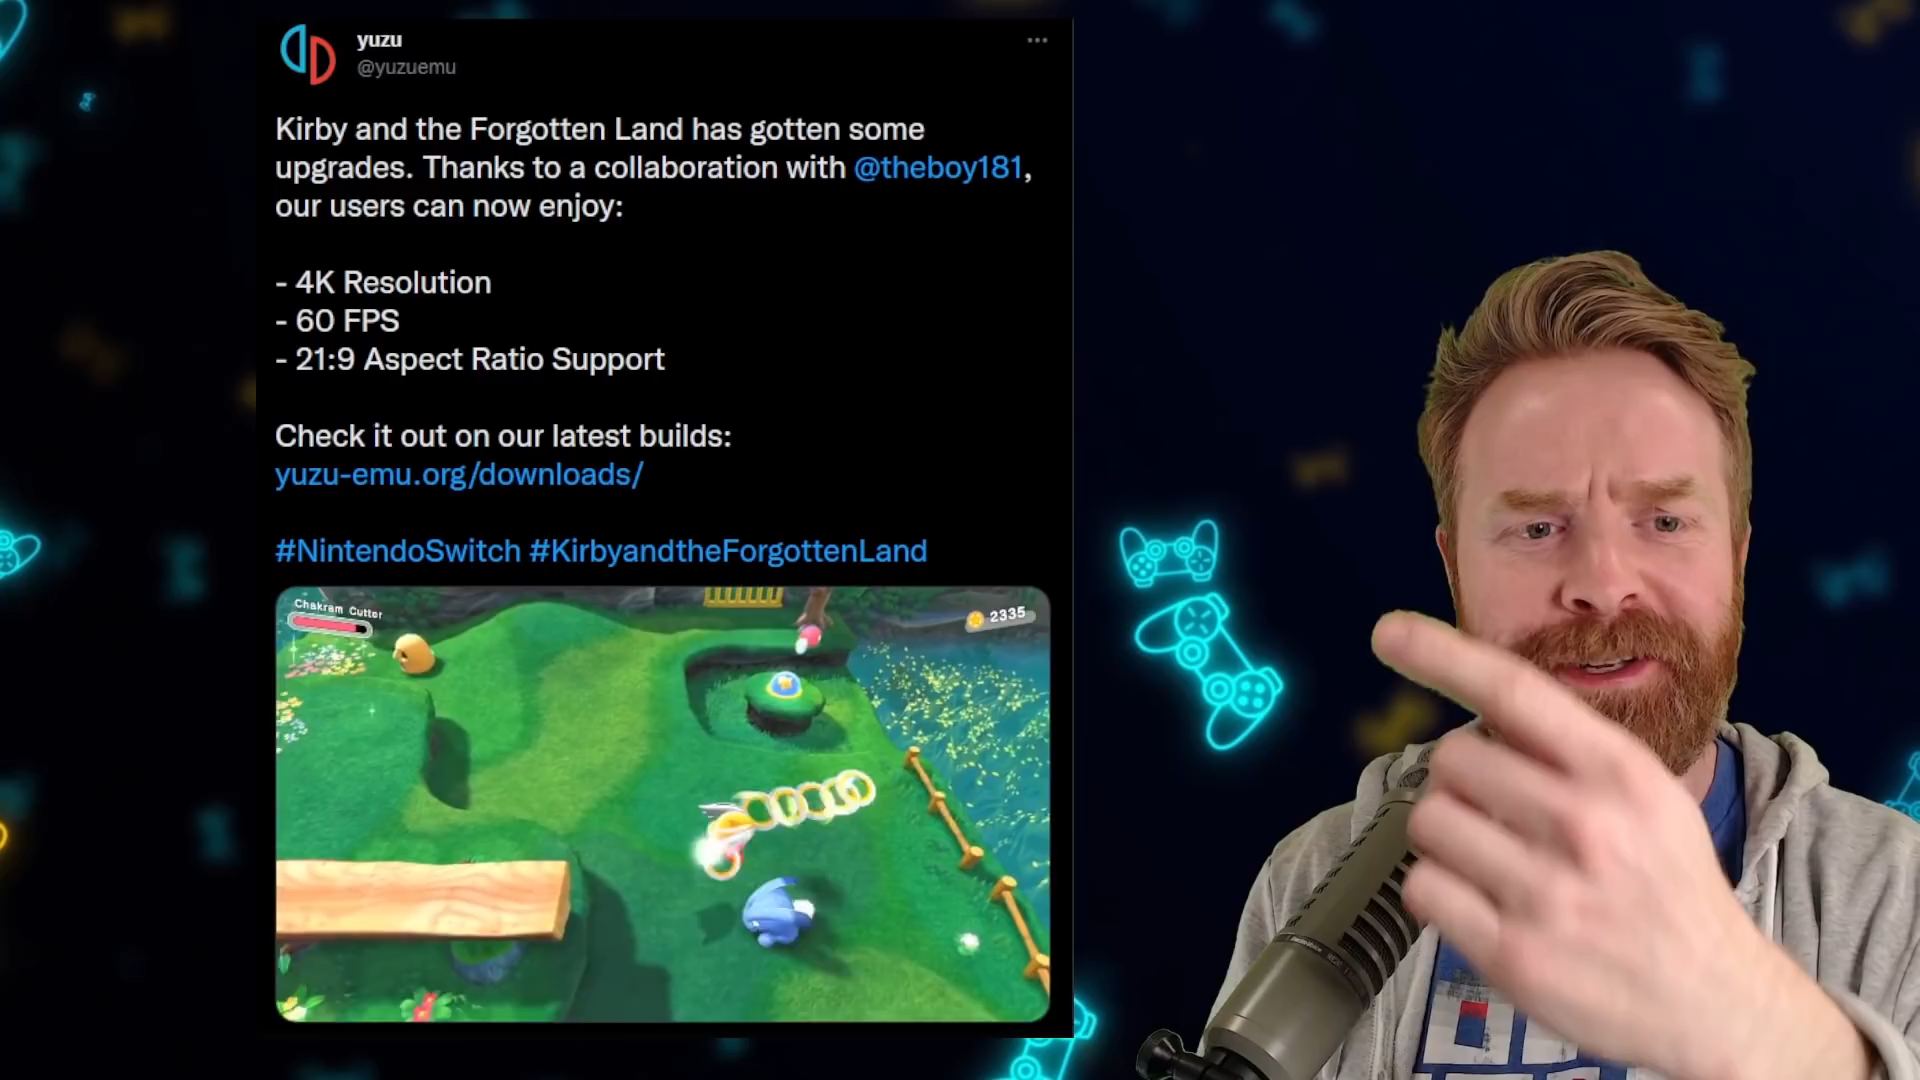 yuzu
@yuzuemu
Kirby and the Forgotten Land has gotten some
upgrades. Thanks to a collaboration with @theboy181,
our users can now enjoy:
- 4K Resolution
- 60 FPS
- 21:9 Aspect Ratio Support
Check it out on our latest builds:
yuzu-emu.org/downloads/
#NintendoSwitch #KirbyandtheForgottenLand
Chakram Cutter
2335